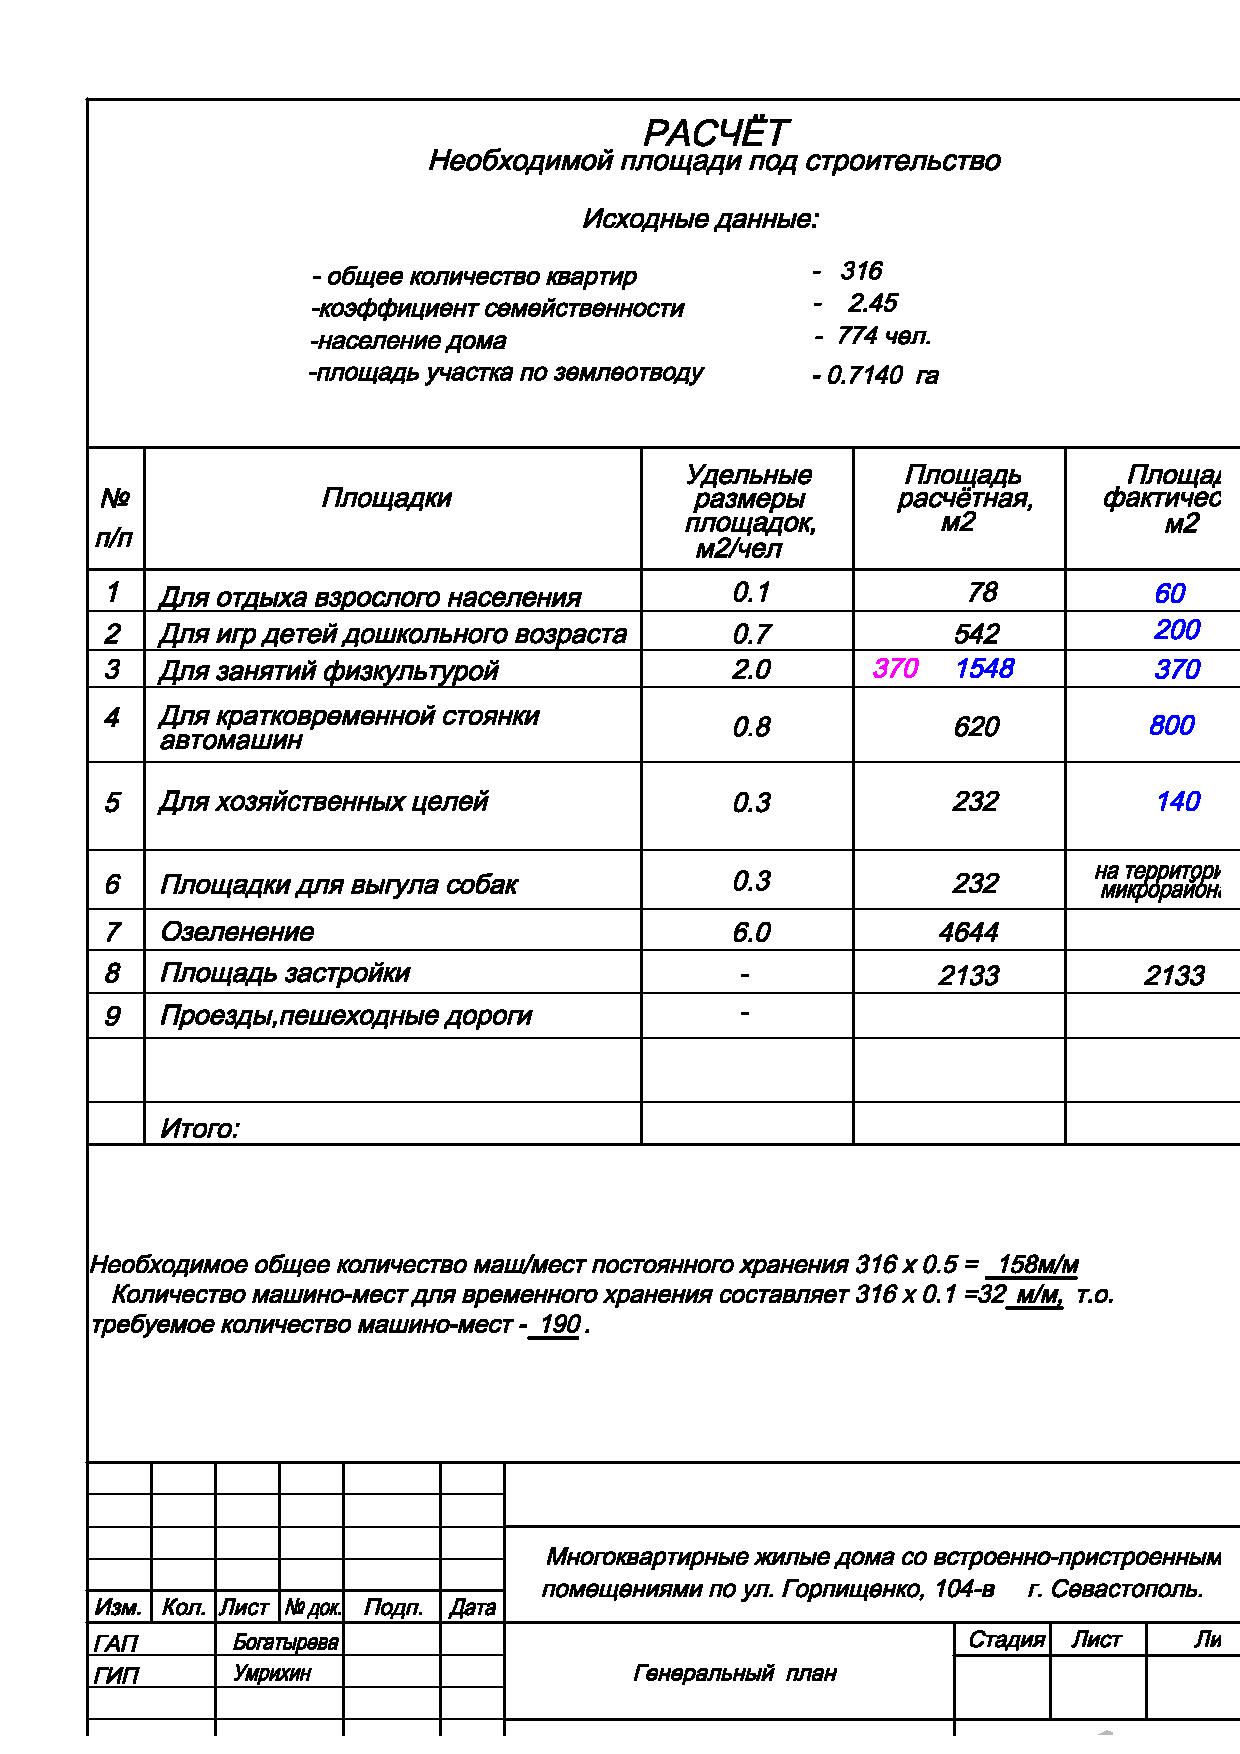 РАСЧЁТ
Необходимой площади под строительство
Исходные данные:
- общее количество квартир - 316
-коэффициент семейственности - 2.45
-население дома - 774 чел.
-площадь участка по землеотводу - 0.7140 га
№ п/п Площадки Удельные размеры площадок, м2/чел Площадь расчётная, м2 Площад фактичес м2
1 Для отдыха взрослого населения 0.1 78 60
2 Для игр детей дошкольного возраста 0.7 542 200
3 Для занятий физкультурой 2.0 370 1548 370
4 Для кратковременной стоянки автомашин 0.8 620 800
5 Для хозяйственных целей 0.3 232 140
6 Площадки для выгула собак 0.3 232 на территори микрорайона
7 Озеленение 6.0 4644
8 Площадь застройки - 2133 2133
9 Проезды,пешеходные дороги -
Итого:
Необходимое общее количество маш/мест постоянного хранения 316 х 0.5 = 158м/м
Количество машино-мест для временного хранения составляет 316 х 0.1 =32 м/м, т.о.
требуемое количество машино-мест - 190 .
Многоквартирные жилые дома со встроенно-пристроенным
помещениями по ул. Горпищенко, 104-в г. Севастополь.
Изм. Кол. Лист № док. Подп. Дата
ГАП Богатырева
ГИП Умрихин
Генеральный план
Стадия Лист Ли